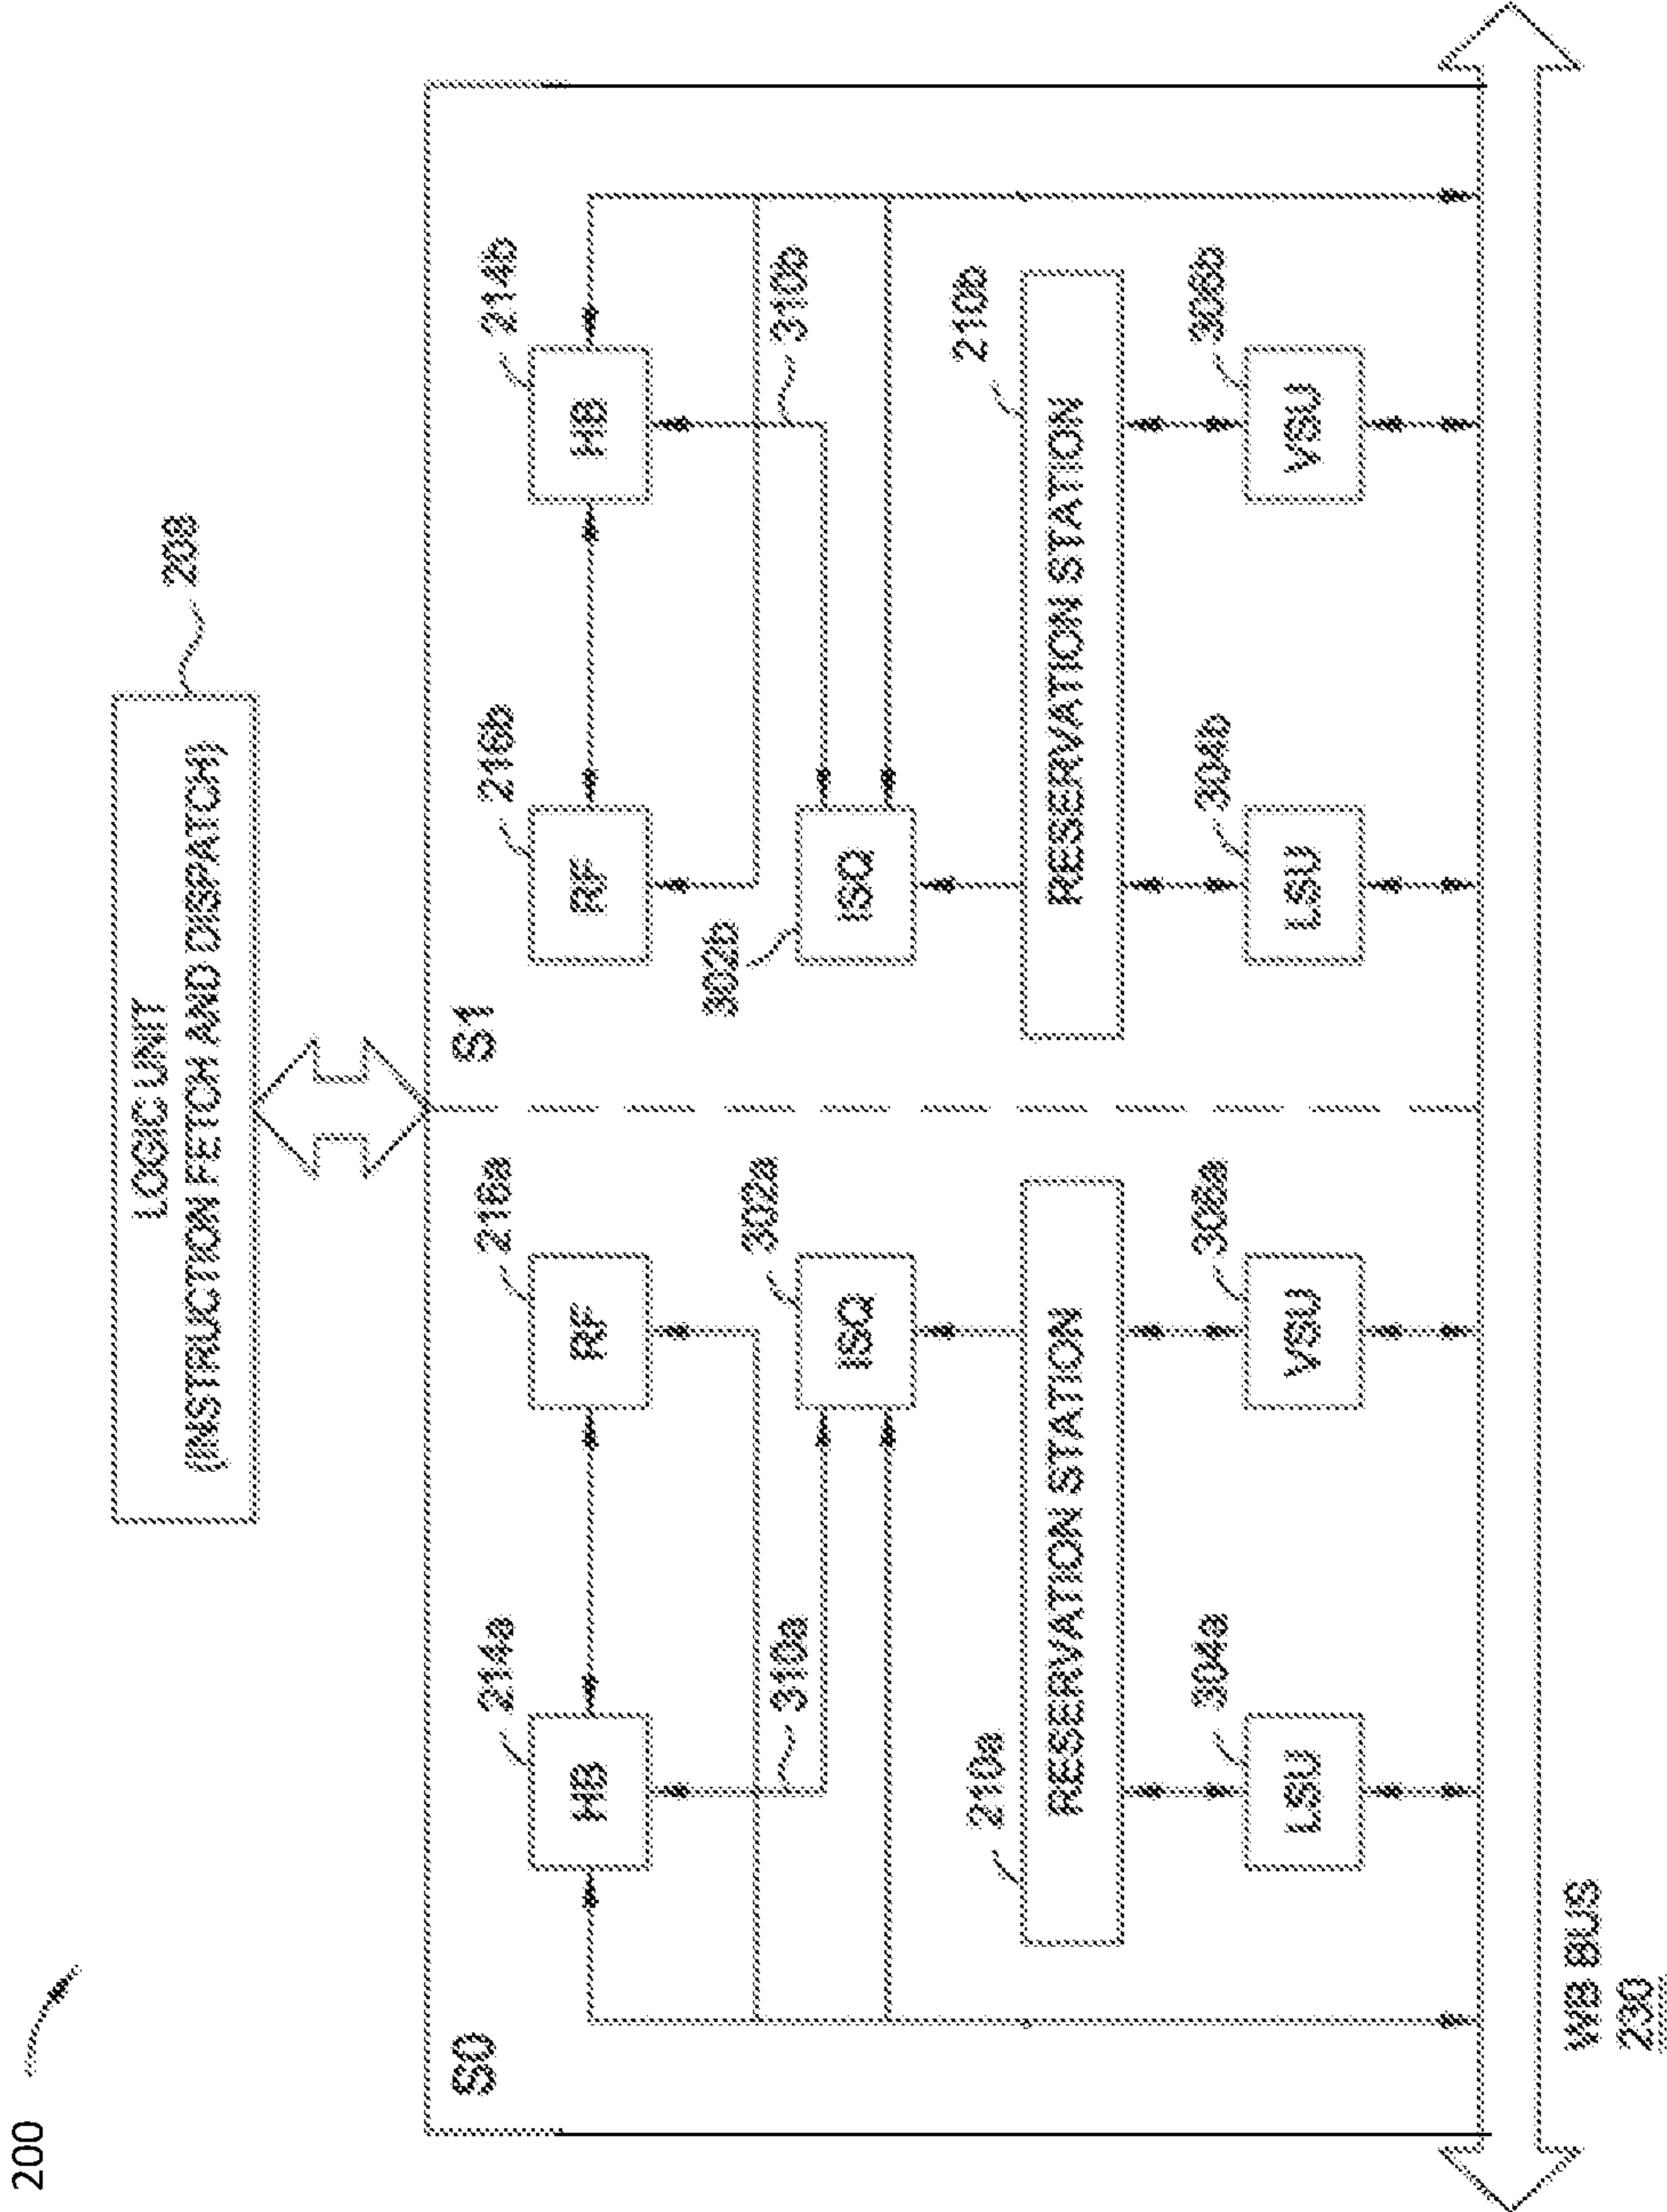 200
LOGIC UNIT
(INSTRUCTION FETCH AND DISPATCH)
208
S0
S1
214a
216a
216b
214b
HB
RF
RF
HB
310a
302a
302b
310b
ISQ
ISQ
210a
210b
RESERVATION STATION
RESERVATION STATION
304a
306a
304b
306b
LSU
VSU
LSU
VSU
WB BUS
230